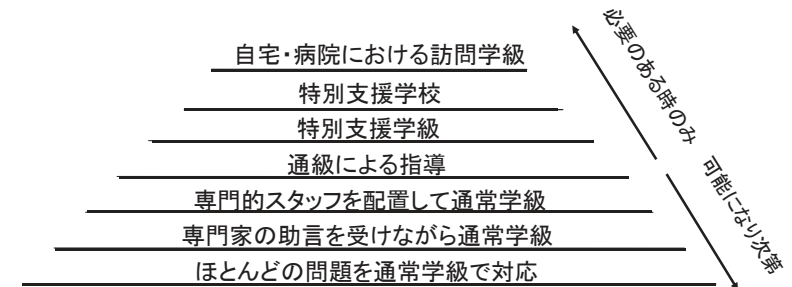 自宅・病院における訪問学級
特別支援学校
特別支援学級
通級による指導
専門的スタッフを配置して通常学級
専門家の助言を受けながら通常学級
ほとんどの問題を通常学級で対応
必要のある時のみ
可能になり次第